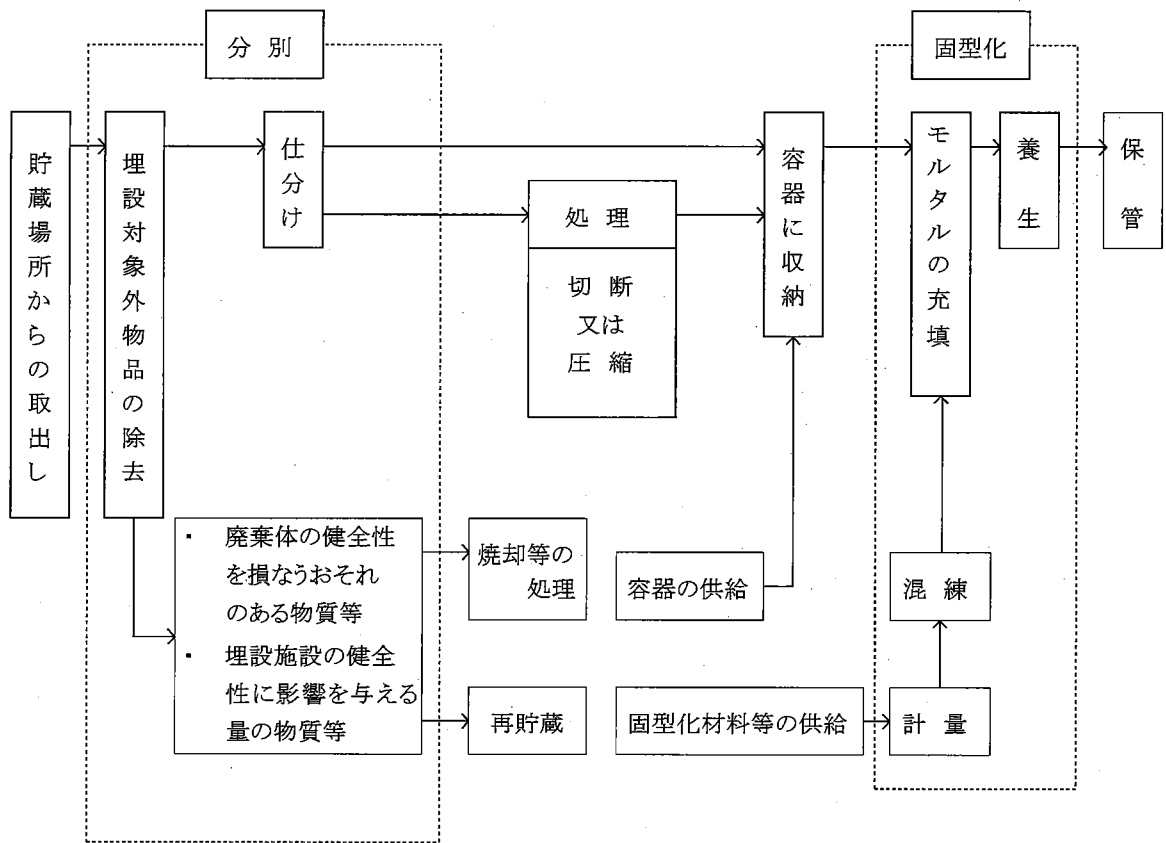 分別
固型化
貯蔵場所からの取出し
埋設対象外物品の除去
仕分け
処理
切断
又は
圧縮
容器に収納
モルタルの充填
養生
保管
・ 廃棄体の健全性
を損なうおそれ
のある物質等
・ 埋設施設の健全
性に影響を与える
量の物質等
焼却等の
処理
再貯蔵
容器の供給
固型化材料等の供給
混練
計量